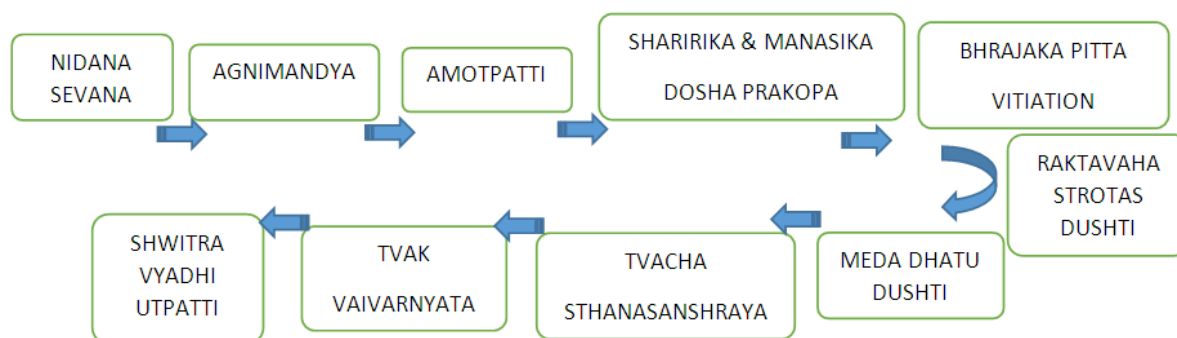 NIDANA
SEVANA
AGNIMANDYA
AMOTPATTI
SHARIRIKA & MANASIKA
DOSHA PRAKOPA
BHRAJAKA PITTA
VITIATION
RAKTAVAHA
STROTAS
DUSHTI
MEDA DHATU
DUSHTI
TVACHA
STHANASANSHRAYA
TVAK
VAIVARNYATA
SHWITRA
VYADHI
UTPATTI